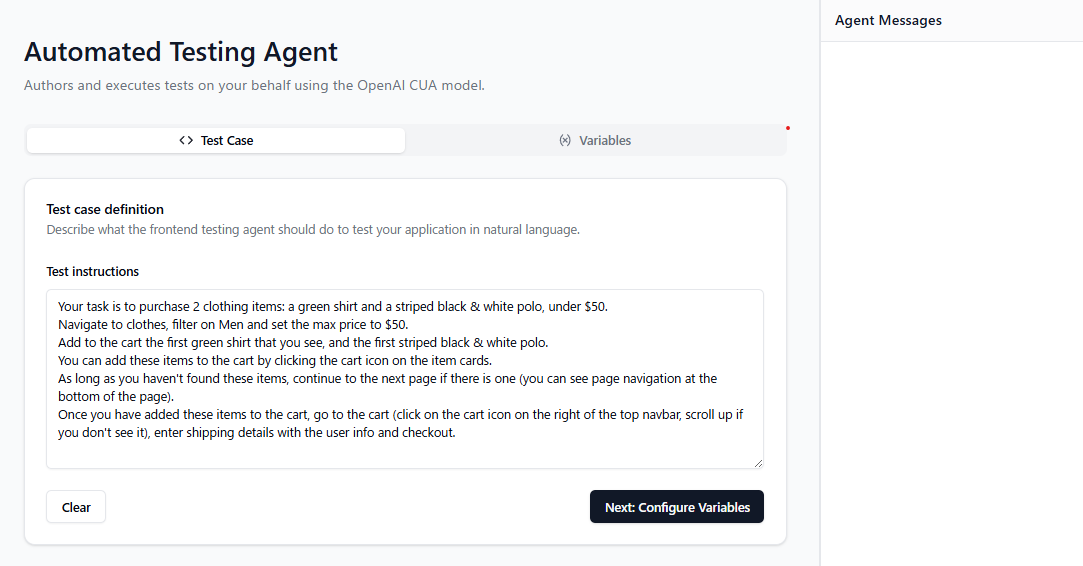 Automated Testing Agent
Authors and executes tests on your behalf using the OpenAI CUA model.
Test Case
Variables
Test case definition
Describe what the frontend testing agent should do to test your application in natural language.
Test instructions
Your task is to purchase 2 clothing items: a green shirt and a striped black & white polo, under $50.
Navigate to clothes, filter on Men and set the max price to $50.
Add to the cart the first green shirt that you see, and the first striped black & white polo.
You can add these items to the cart by clicking the cart icon on the item cards.
As long as you haven't found these items, continue to the next page if there is one (you can see page navigation at the
bottom of the page).
Once you have added these items to the cart, go to the cart (click on the cart icon on the right of the top navbar, scroll up if
you don't see it), enter shipping details with the user info and checkout.
Clear
Next: Configure Variables
Agent Messages